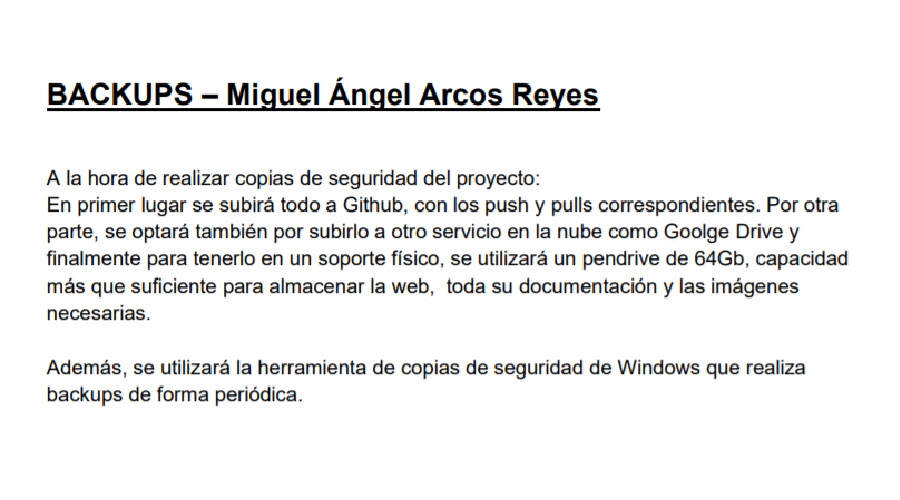 BACKUPS – Miguel Ángel Arcos Reyes
A la hora de realizar copias de seguridad del proyecto:
En primer lugar se subirá todo a Github, con los push y pulls correspondientes. Por otra
parte, se optará también por subirlo a otro servicio en la nube como Goolge Drive y
finalmente para tenerlo en un soporte físico, se utilizará un pendrive de 64Gb, capacidad
más que suficiente para almacenar la web,  toda su documentación y las imágenes
necesarias.
Además, se utilizará la herramienta de copias de seguridad de Windows que realiza
backups de forma periódica.